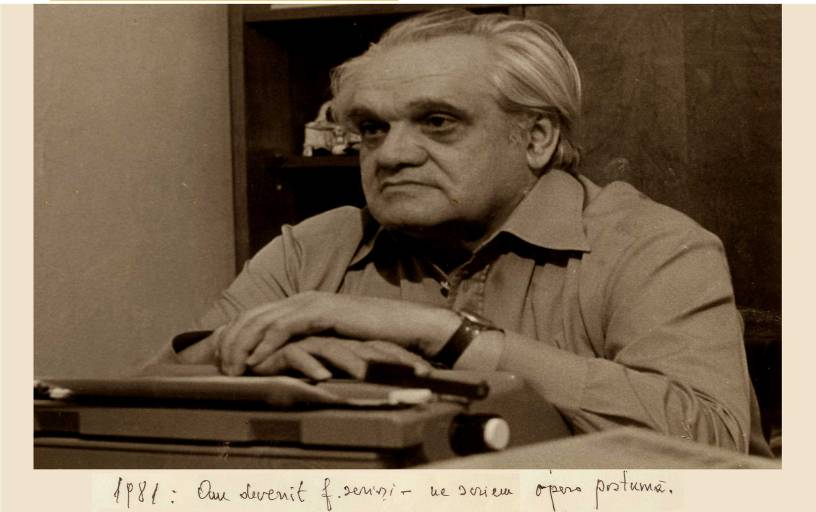 1981: Am devenit f. serioși – ne scriem opera postumă.